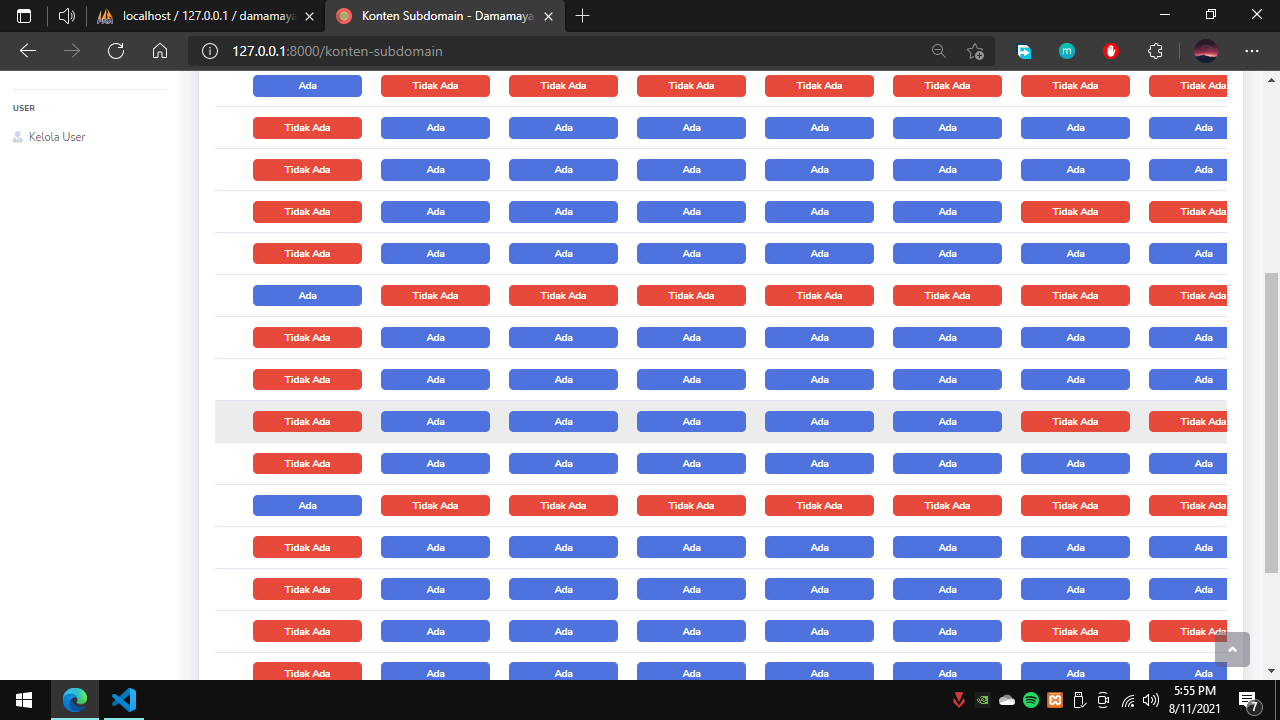 localhost / 127.0.0.1 / damamaya
Konten Subdomain - Damamaya
127.0.0.1:8000/konten-subdomain
m
USER
Kelola User
Ada Tidak Ada Tidak Ada Tidak Ada Tidak Ada Tidak Ada Tidak Ada Tidak Ada
Tidak Ada Ada Ada Ada Ada Ada Ada Ada
Tidak Ada Ada Ada Ada Ada Ada Ada Ada
Tidak Ada Ada Ada Ada Ada Ada Tidak Ada Tidak Ada
Tidak Ada Ada Ada Ada Ada Ada Ada Ada
Ada Tidak Ada Tidak Ada Tidak Ada Tidak Ada Tidak Ada Tidak Ada Tidak Ada
Tidak Ada Ada Ada Ada Ada Ada Ada Ada
Tidak Ada Ada Ada Ada Ada Ada Ada Ada
Tidak Ada Ada Ada Ada Ada Ada Tidak Ada Tidak Ada
Tidak Ada Ada Ada Ada Ada Ada Ada Ada
Ada Tidak Ada Tidak Ada Tidak Ada Tidak Ada Tidak Ada Tidak Ada Tidak Ada
Tidak Ada Ada Ada Ada Ada Ada Ada Ada
Tidak Ada Ada Ada Ada Ada Ada Ada Ada
Tidak Ada Ada Ada Ada Ada Ada Tidak Ada Tidak Ada
Tidak Ada Ada Ada Ada Ada Ada Ada Ada
5:55 PM
8/11/2021
7